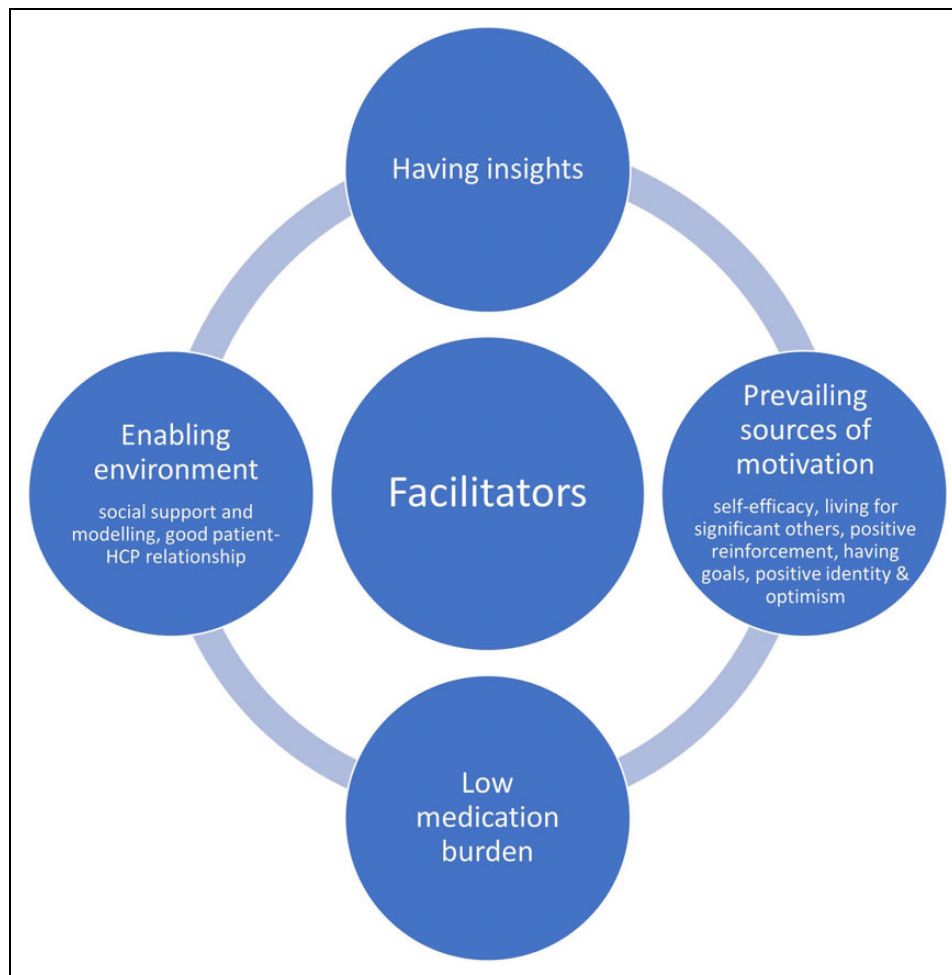 Having insights
Enabling
environment
social support and
modelling, good patient-
HCP relationship
Facilitators
Prevailing
sources of
motivation
self-efficacy, living for
significant others, positive
reinforcement, having
goals, positive identity &
optimism
Low
medication
burden